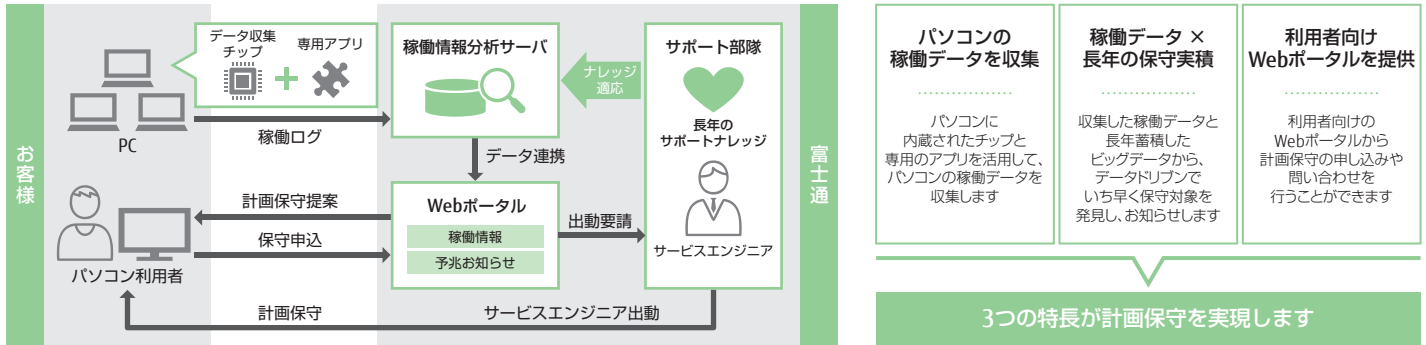 お客様
データ収集
チップ
専用アプリ
PC
稼働ログ
稼働情報分析サーバ
ナレッジ
適応
サポート部隊
長年の
サポートナレッジ
データ連携
計画保守提案
保守申込
パソコン利用者
Webポータル
稼働情報
予兆お知らせ
出動要請
サービスエンジニア
計画保守
サービスエンジニア出動
富士通
パソコンの
稼働データを収集
パソコンに
内蔵されたチップと
専用のアプリを活用して、
パソコンの稼働データを
収集します
稼働データ ×
長年の保守実積
収集した稼働データと
長年蓄積した
ビッグデータから、
データドリブンで
いち早く保守対象を
発見し、お知らせします
利用者向け
Webポータルを提供
利用者向けの
Webポータルから
計画保守の申し込みや
問い合わせを
行うことができます
3つの特長が計画保守を実現します